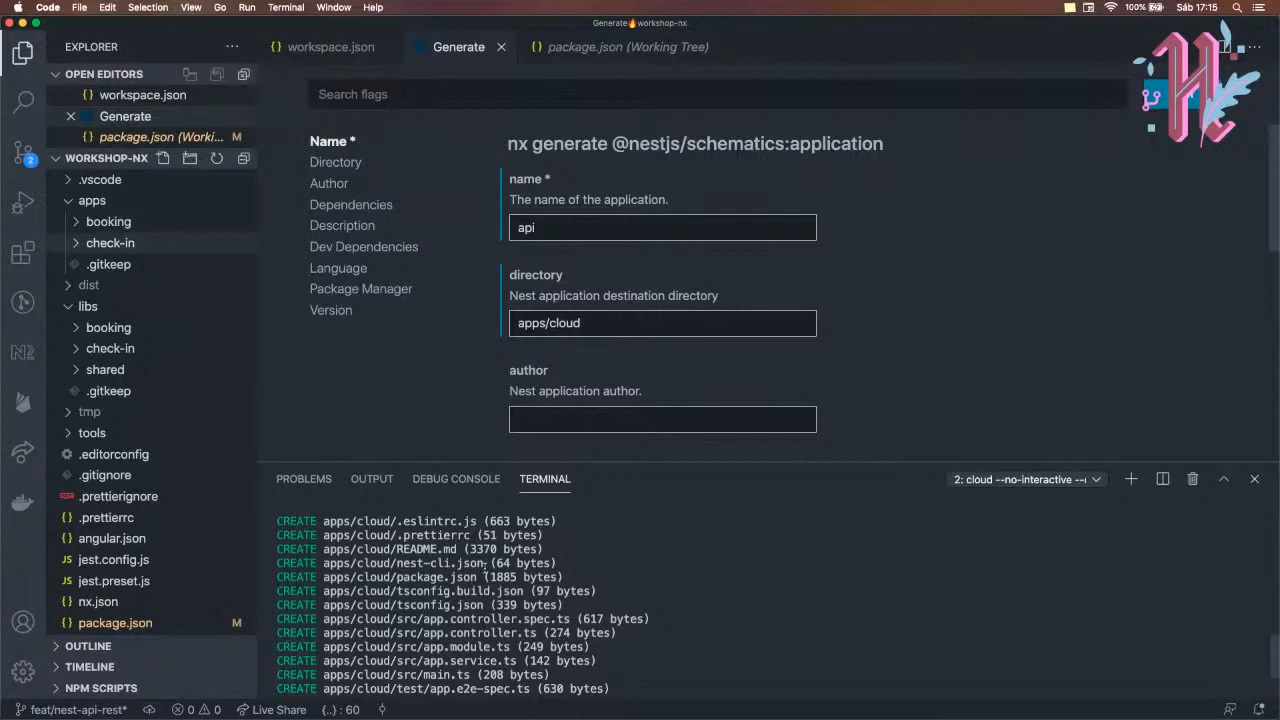 Code File Edit Selection View Go Run Terminal Window Help 100% Sáb 17:15
Generate🔥workshop-nx
EXPLORER
OPEN EDITORS
{} workspace.json
Generate
{} package.json (Worki... M
WORKSHOP-NX
.vscode
apps
booking
check-in
.gitkeep
dist
libs
booking
check-in
shared
.gitkeep
tmp
tools
.editorconfig
.gitignore
.prettierignore
{} .prettierrc
{} angular.json
JS jest.config.js
JS jest.preset.js
{} nx.json
{} package.json M
OUTLINE
TIMELINE
NPM SCRIPTS
2
{} workspace.json
Generate
{} package.json (Working Tree)
H
Search flags
Name *
Directory
Author
Dependencies
Description
Dev Dependencies
Language
Package Manager
Version
nx generate @nestjs/schematics:application
name *
The name of the application.
api
directory
Nest application destination directory
apps/cloud
author
Nest application author.
PROBLEMS OUTPUT DEBUG CONSOLE TERMINAL
CREATE apps/cloud/.eslintrc.js (663 bytes)
CREATE apps/cloud/.prettierrc (51 bytes)
CREATE apps/cloud/README.md (3370 bytes)
CREATE apps/cloud/nest-cli.json (64 bytes)
CREATE apps/cloud/package.json (1885 bytes)
CREATE apps/cloud/tsconfig.build.json (97 bytes)
CREATE apps/cloud/tsconfig.json (339 bytes)
CREATE apps/cloud/src/app.controller.spec.ts (617 bytes)
CREATE apps/cloud/src/app.controller.ts (274 bytes)
CREATE apps/cloud/src/app.module.ts (249 bytes)
CREATE apps/cloud/src/app.service.ts (142 bytes)
CREATE apps/cloud/src/main.ts (208 bytes)
CREATE apps/cloud/test/app.e2e-spec.ts (630 bytes)
feat/nest-api-rest* 0 0 Live Share {..} : 60